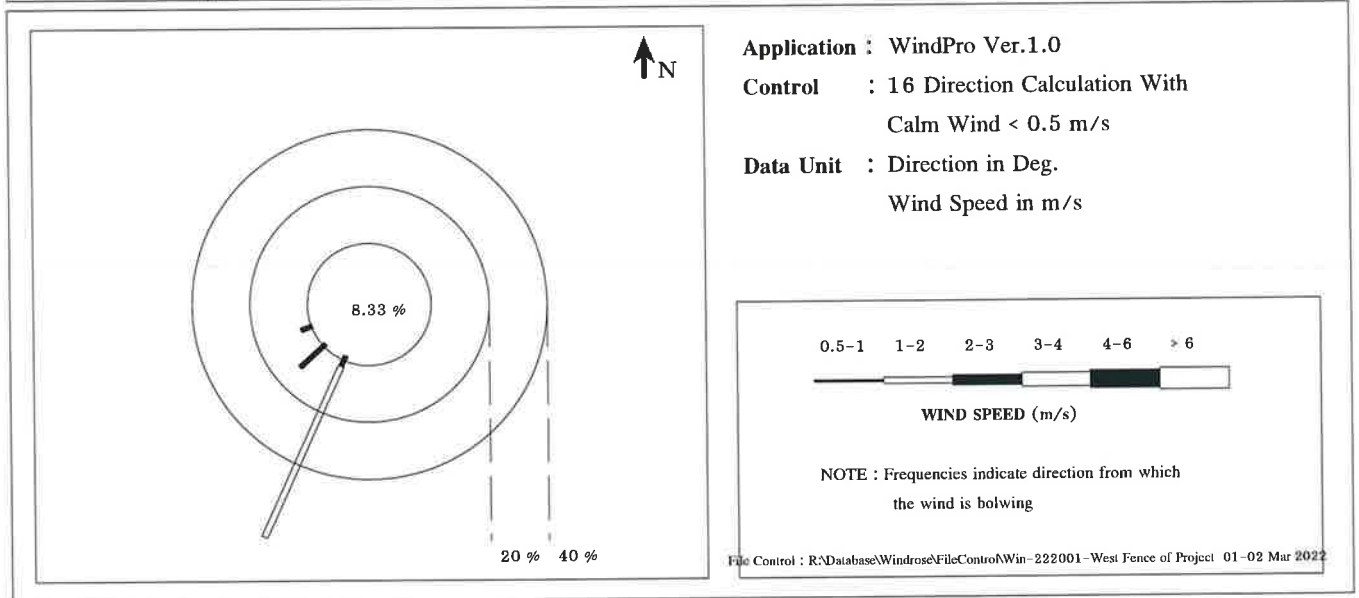 N
8.33 %
20 % 40 %
Application : WindPro Ver.1.0
Control : 16 Direction Calculation With
Calm Wind < 0.5 m/s
Data Unit : Direction in Deg.
Wind Speed in m/s
0.5-1 1-2 2-3 3-4 4-6 > 6
WIND SPEED (m/s)
NOTE : Frequencies indicate direction from which
the wind is bolwing
File Control : R:\Database\Windrose\FileControl\Win-222001-West Fence of Project 01-02 Mar 2022